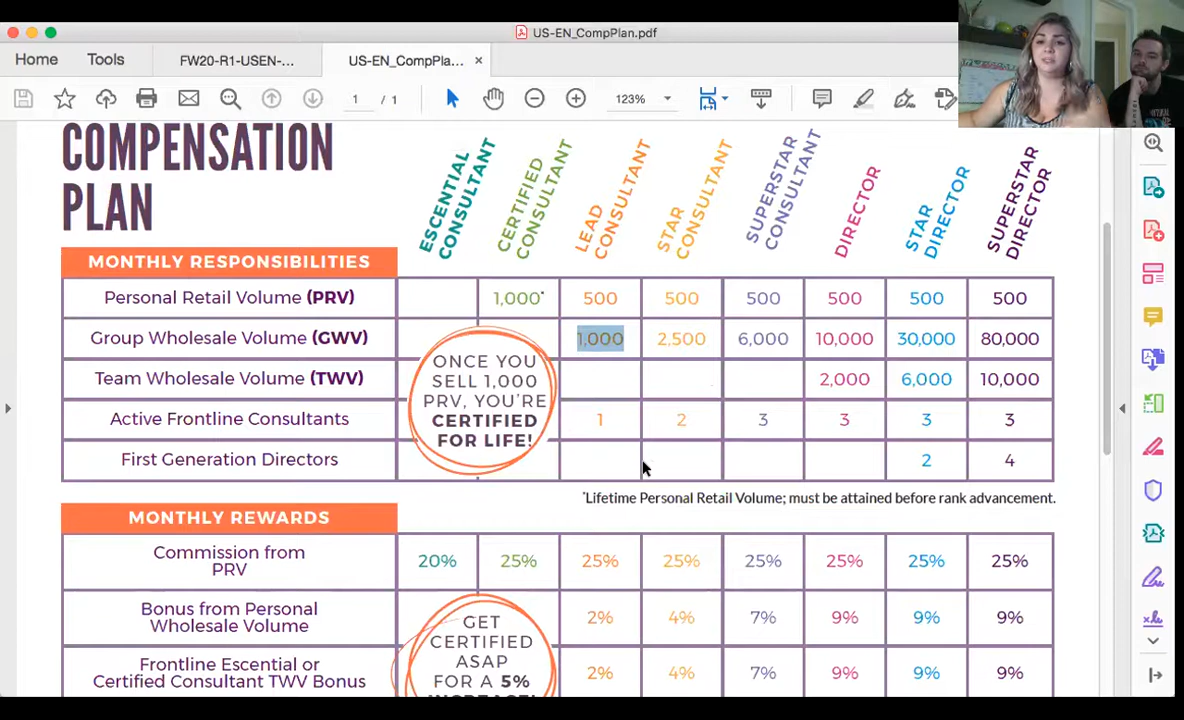 US-EN_CompPlan.pdf
Home Tools FW20-R1-USEN-... US-EN_CompPla... ×
1 / 1 123%
COMPENSATION
PLAN
ESCENTIAL CONSULTANT
CERTIFIED CONSULTANT
LEAD CONSULTANT
STAR CONSULTANT
SUPERSTAR CONSULTANT
DIRECTOR
STAR DIRECTOR
SUPERSTAR DIRECTOR
MONTHLY RESPONSIBILITIES
Personal Retail Volume (PRV) 1,000* 500 500 500 500 500 500
Group Wholesale Volume (GWV) 1,000 2,500 6,000 10,000 30,000 80,000
Team Wholesale Volume (TWV) 2,000 6,000 10,000
Active Frontline Consultants 1 2 3 3 3 3
First Generation Directors 2 4
ONCE YOU
SELL 1,000
PRV, YOU'RE
CERTIFIED
FOR LIFE!
*Lifetime Personal Retail Volume; must be attained before rank advancement.
MONTHLY REWARDS
Commission from
PRV 20% 25% 25% 25% 25% 25% 25% 25%
Bonus from Personal
Wholesale Volume 2% 4% 7% 9% 9% 9%
Frontline Escential or
Certified Consultant TWV Bonus 2% 4% 7% 9% 9% 9%
GET
CERTIFIED
ASAP
FOR A 5%
INCREASE!